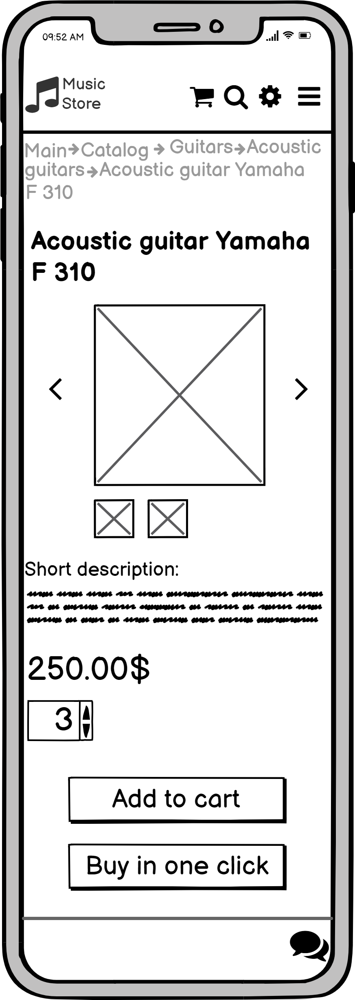 09:52 AM
Music
Store
Main Catalog Guitars Acoustic
guitars Acoustic guitar Yamaha
F 310
Acoustic guitar Yamaha
F 310
Short description:
250.00$
3
Add to cart
Buy in one click